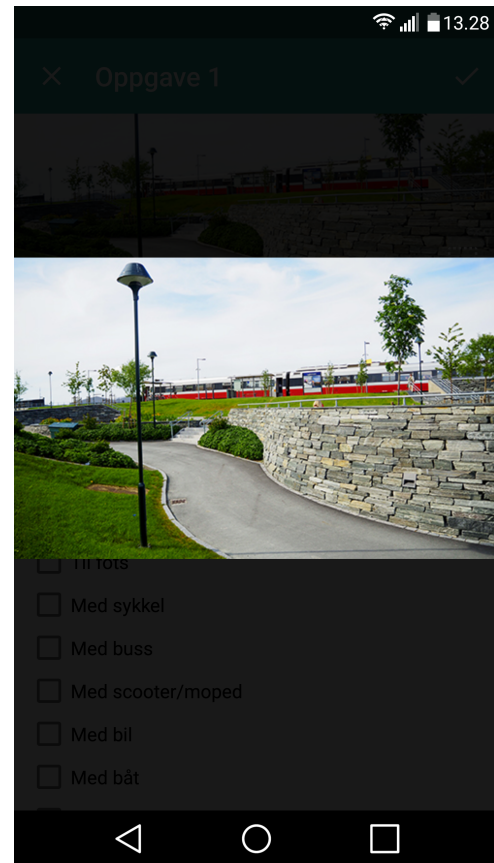 13.28
Oppgave 1
Til fots
Med sykkel
Med buss
Med scooter/moped
Med bil
Med båt